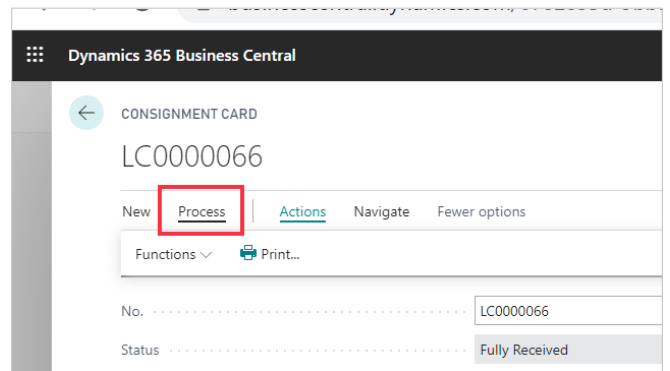 Dynamics 365 Business Central
CONSIGNMENT CARD
LC0000066
New Process Actions Navigate Fewer options
Functions Print...
No. LC0000066
Status Fully Received